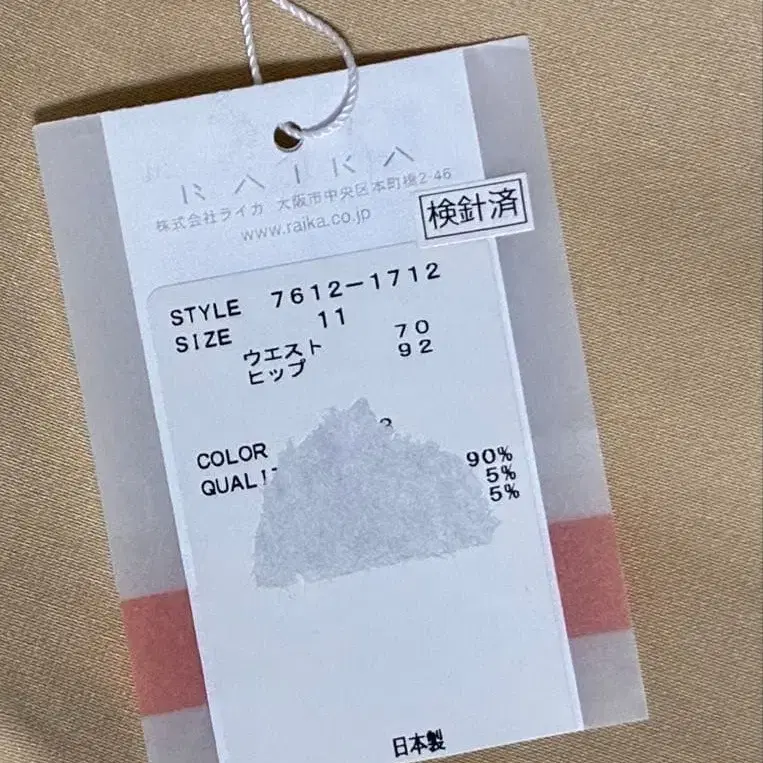 RAIKA
株式会社ライカ 大阪市中央区本町橋2-46
www.raika.co.jp
検針済
STYLE 7612-1712
SIZE 11
ウエスト 70
ヒップ 92
COLOR
QUALI 90%
5%
5%
日本製